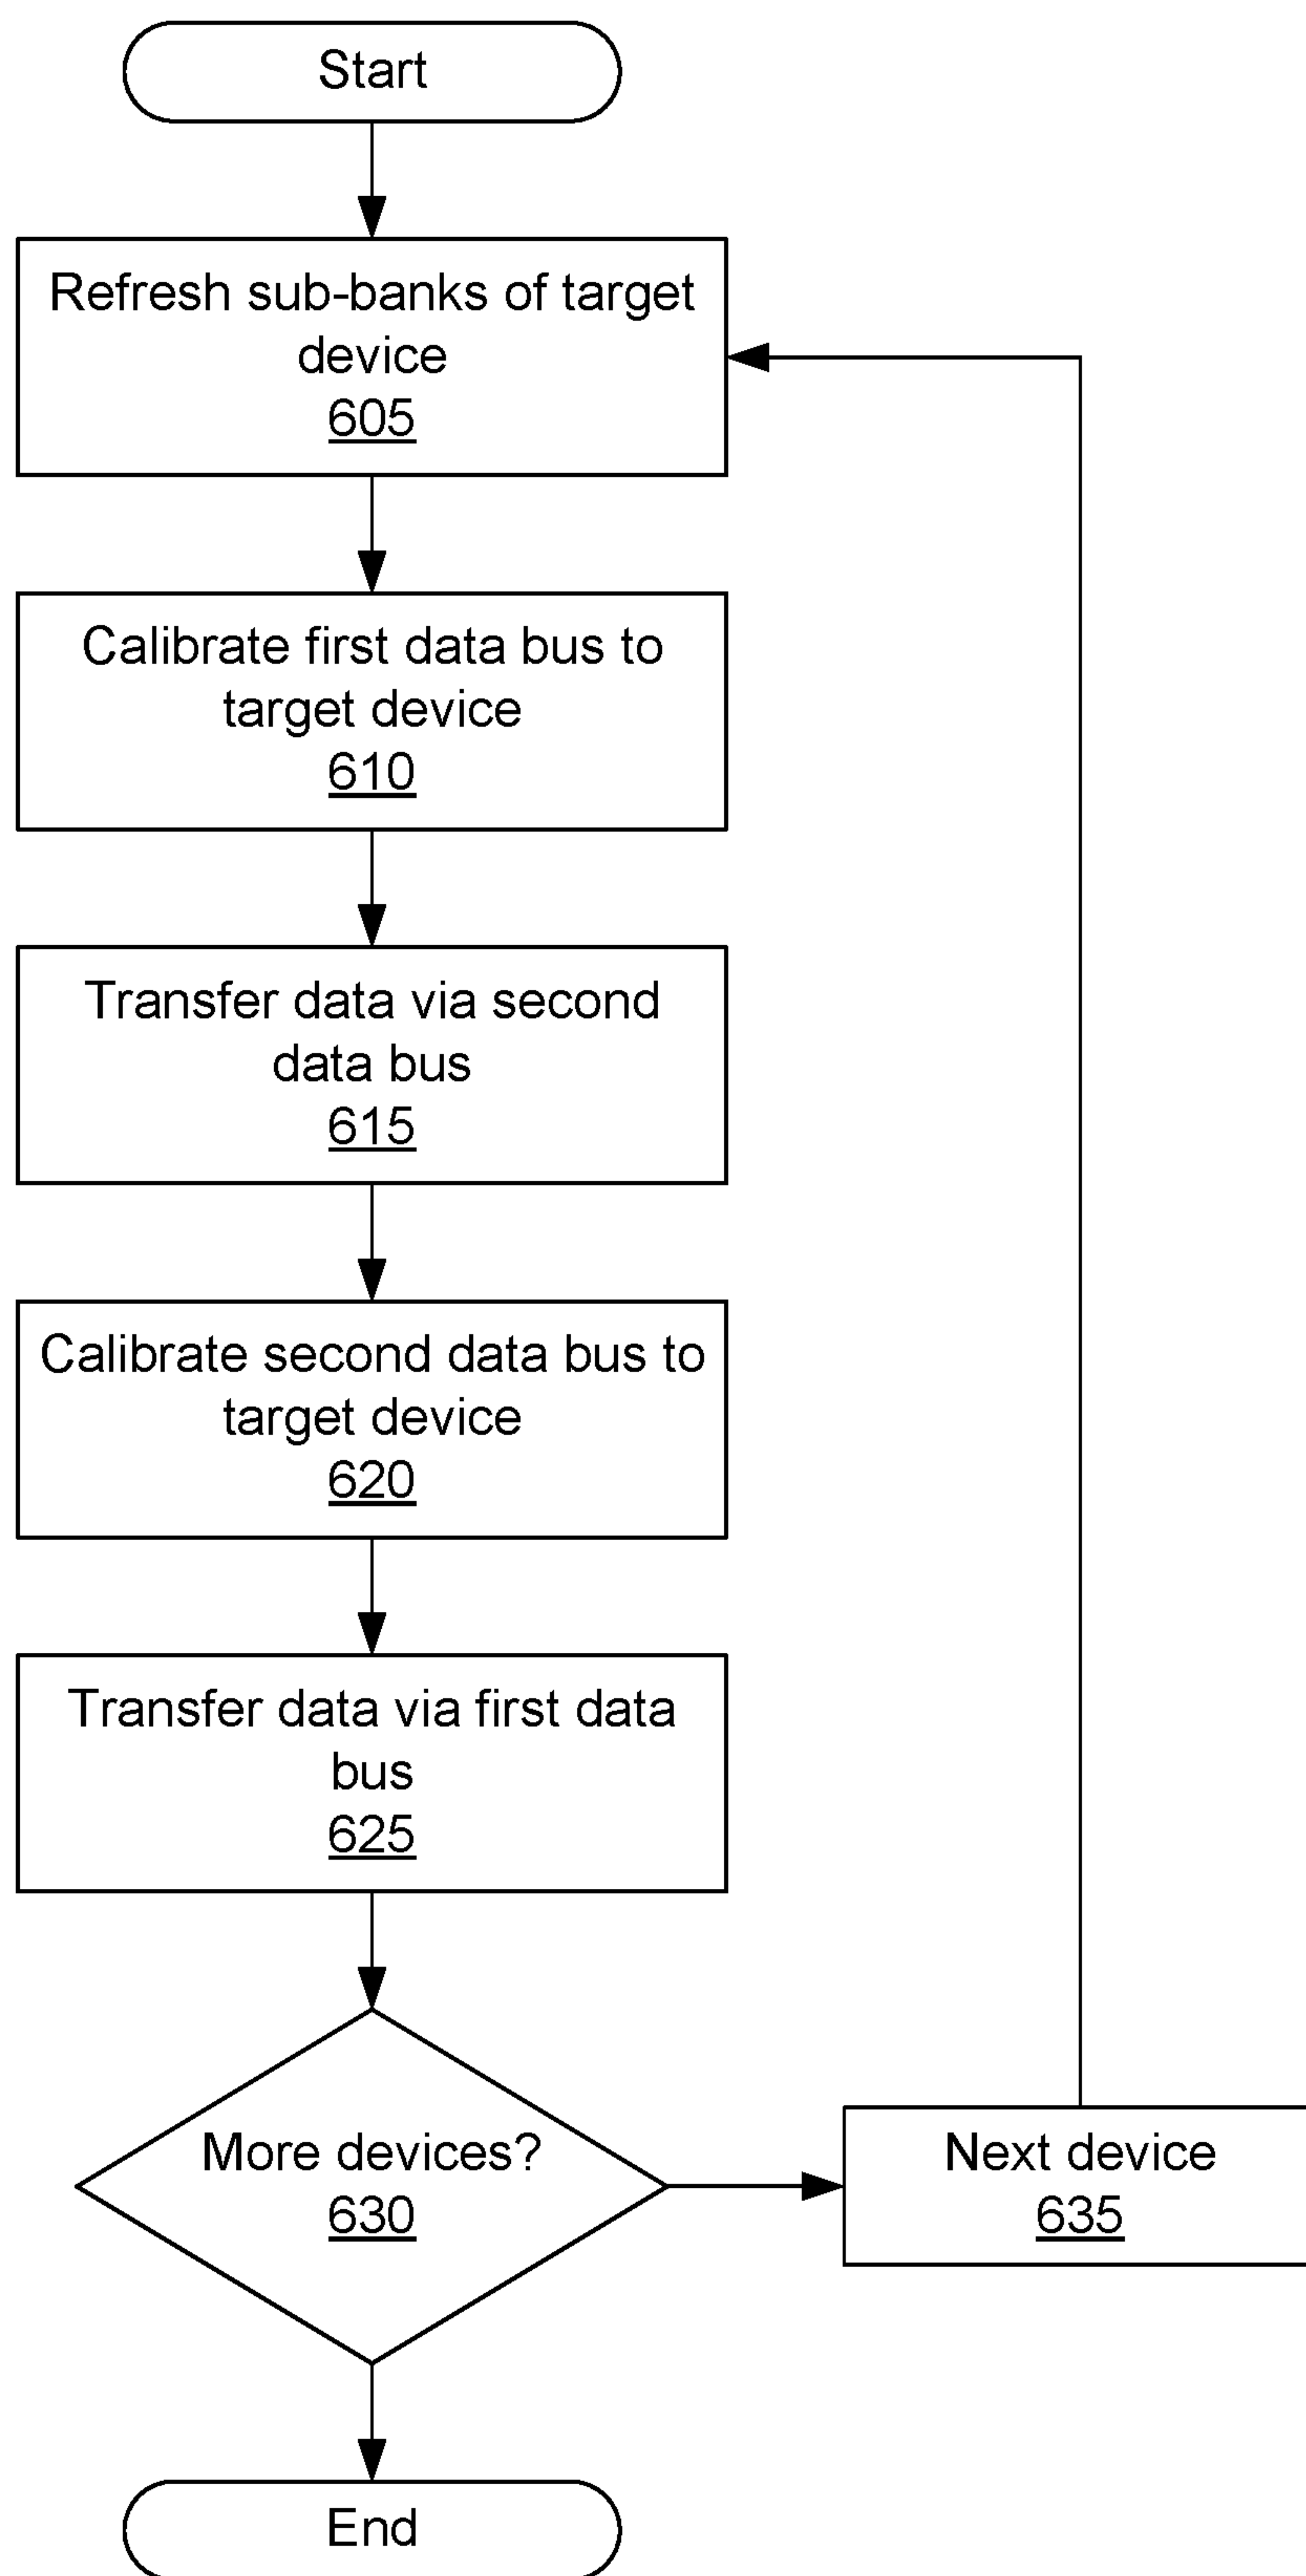 Start
Refresh sub-banks of target
device
605
Calibrate first data bus to
target device
610
Transfer data via second
data bus
615
Calibrate second data bus to
target device
620
Transfer data via first data
bus
625
More devices?
630
Next device
635
End